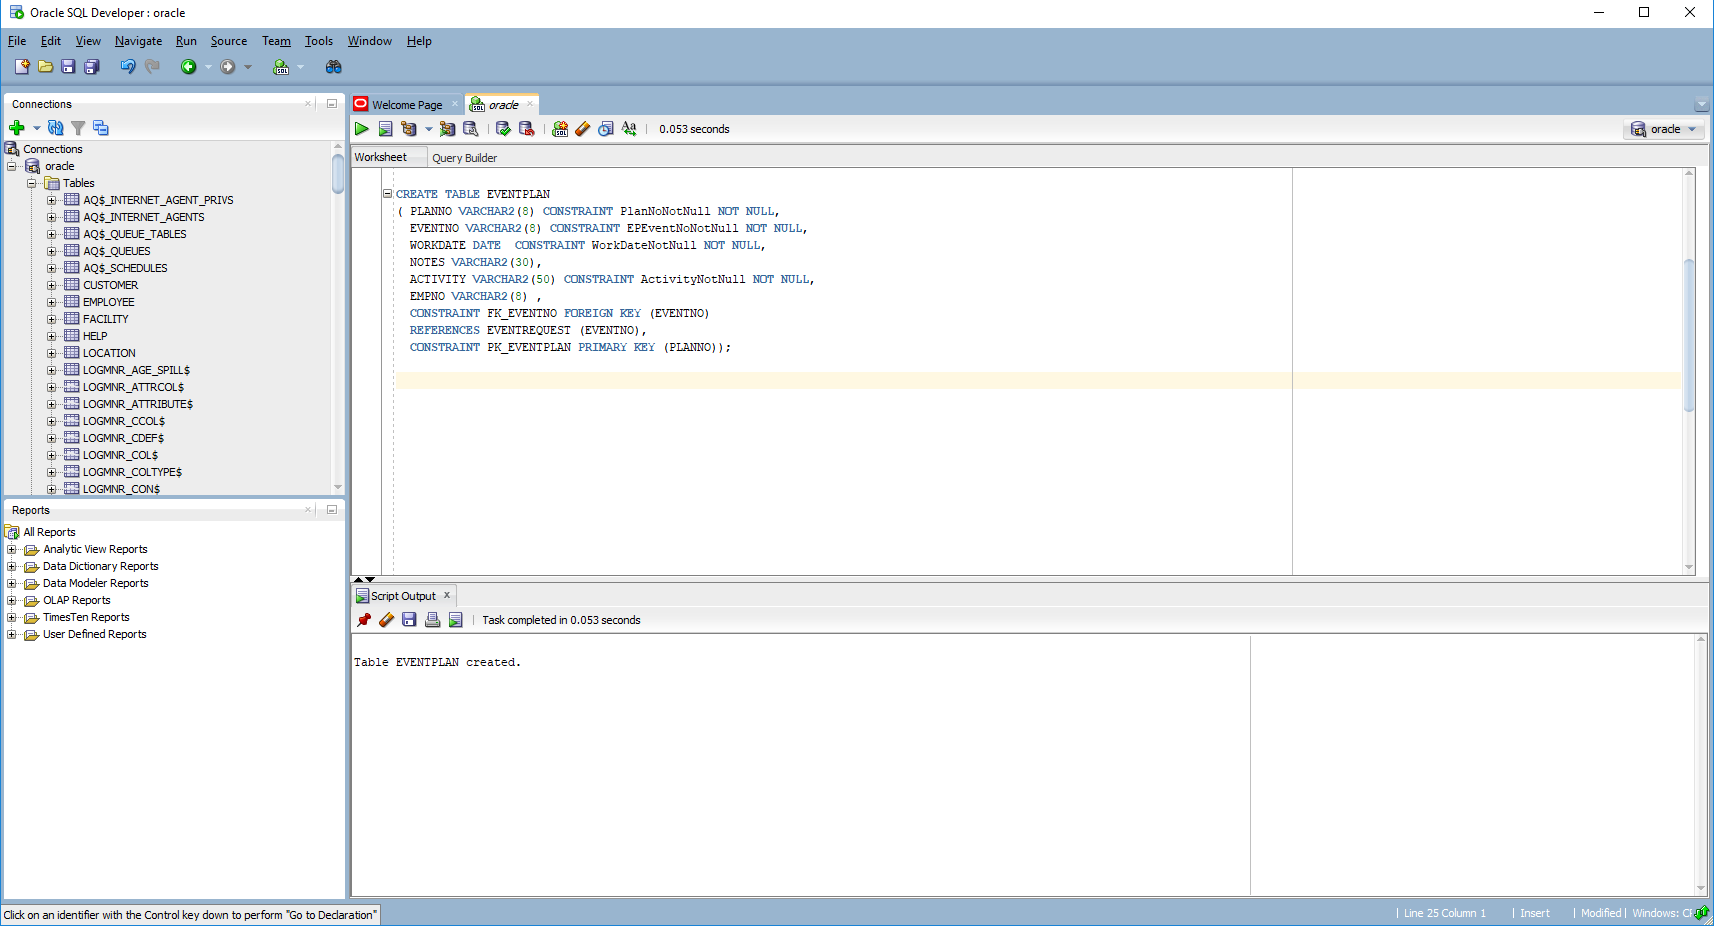 Oracle SQL Developer : oracle
File Edit View Navigate Run Source Team Tools Window Help
Connections
Connections
oracle
Tables
AQ$_INTERNET_AGENT_PRIVS
AQ$_INTERNET_AGENTS
AQ$_QUEUE_TABLES
AQ$_QUEUES
AQ$_SCHEDULES
CUSTOMER
EMPLOYEE
FACILITY
HELP
LOCATION
LOGMNR_AGE_SPILL$
LOGMNR_ATTRCOL$
LOGMNR_ATTRIBUTE$
LOGMNR_CCOL$
LOGMNR_CDEF$
LOGMNR_COL$
LOGMNR_COLTYPE$
LOGMNR_CON$
Reports
All Reports
Analytic View Reports
Data Dictionary Reports
Data Modeler Reports
OLAP Reports
TimesTen Reports
User Defined Reports
Welcome Page oracle
0.053 seconds oracle
Worksheet Query Builder
CREATE TABLE EVENTPLAN
( PLANNO VARCHAR2(8) CONSTRAINT PlanNoNotNull NOT NULL,
EVENTNO VARCHAR2(8) CONSTRAINT EPEventNoNotNull NOT NULL,
WORKDATE DATE  CONSTRAINT WorkDateNotNull NOT NULL,
NOTES VARCHAR2(30),
ACTIVITY VARCHAR2(50) CONSTRAINT ActivityNotNull NOT NULL,
EMPNO VARCHAR2(8) ,
CONSTRAINT FK_EVENTNO FOREIGN KEY (EVENTNO)
REFERENCES EVENTREQUEST (EVENTNO),
CONSTRAINT PK_EVENTPLAN PRIMARY KEY (PLANNO));
Script Output
Task completed in 0.053 seconds
Table EVENTPLAN created.
Click on an identifier with the Control key down to perform "Go to Declaration"
Line 25 Column 1 Insert Modified Windows: